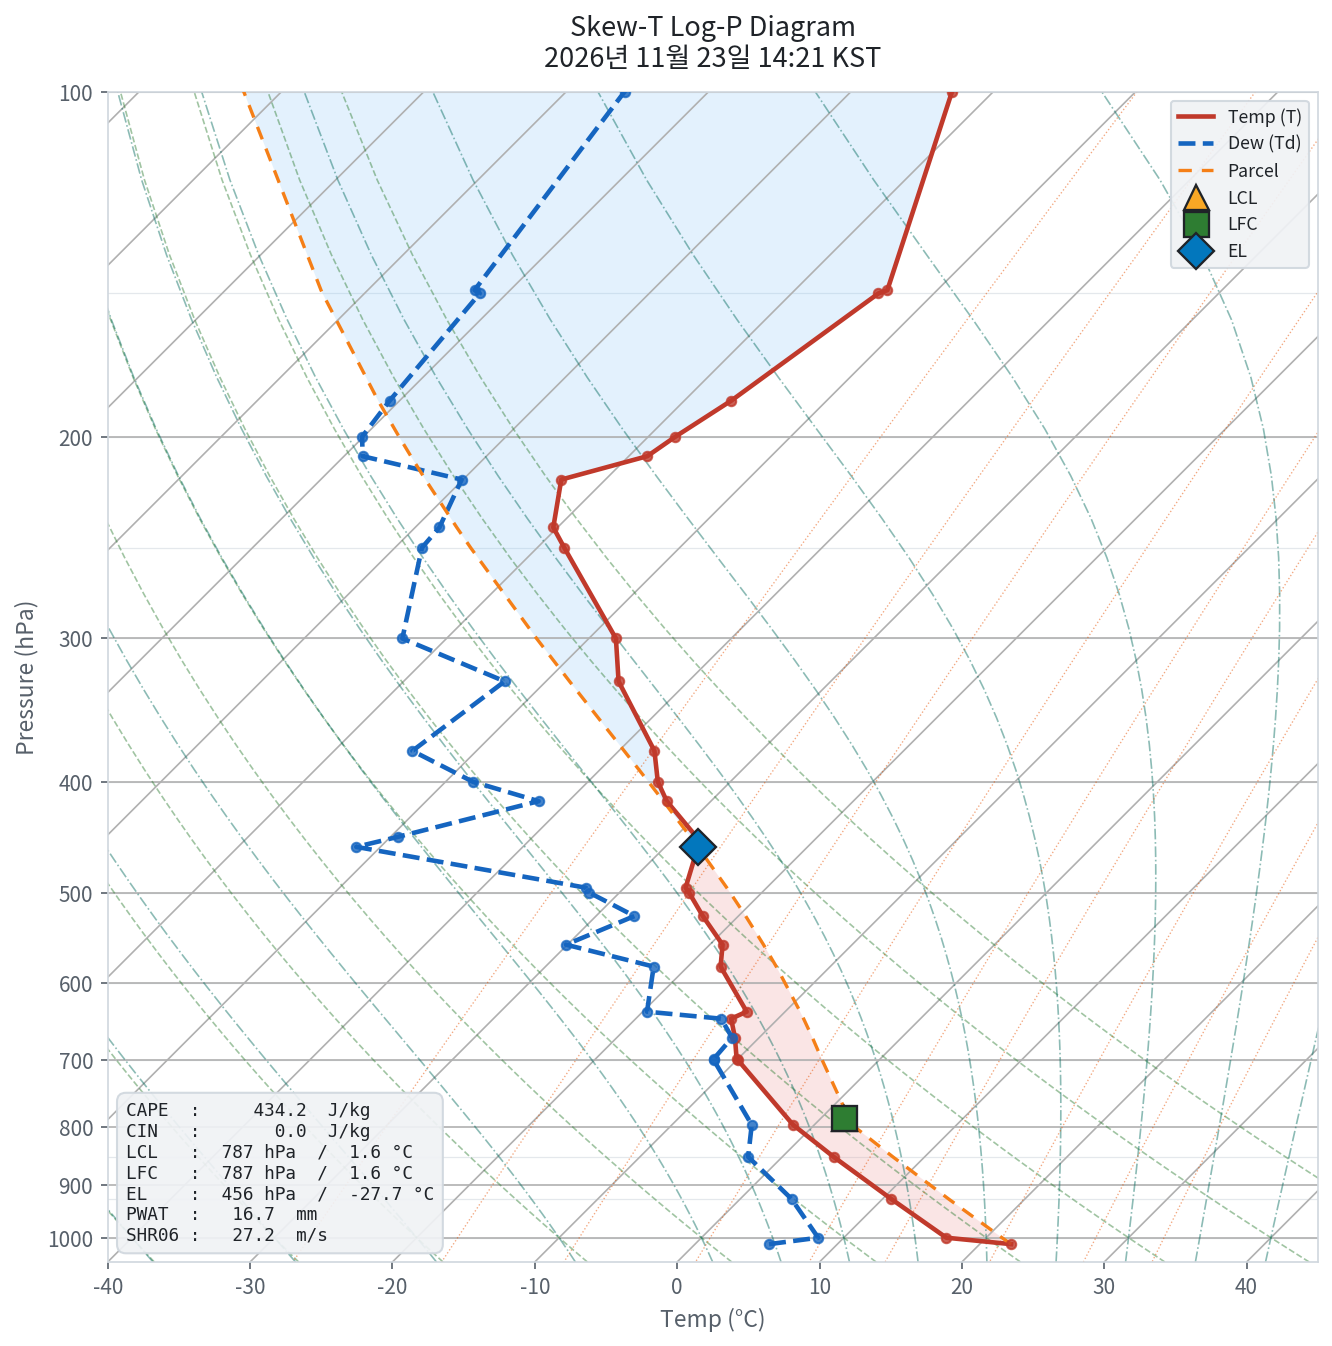 Skew-T Log-P Diagram
2026년 11월 23일 14:21 KST
Temp (T)
Dew (Td)
Parcel
LCL
LFC
EL
Pressure (hPa)
100
200
300
400
500
600
700
800
900
1000
CAPE : 434.2 J/kg
CIN : 0.0 J/kg
LCL : 787 hPa / 1.6 °C
LFC : 787 hPa / 1.6 °C
EL : 456 hPa / -27.7 °C
PWAT : 16.7 mm
SHR06 : 27.2 m/s
-40 -30 -20 -10 0 10 20 30 40
Temp (°C)